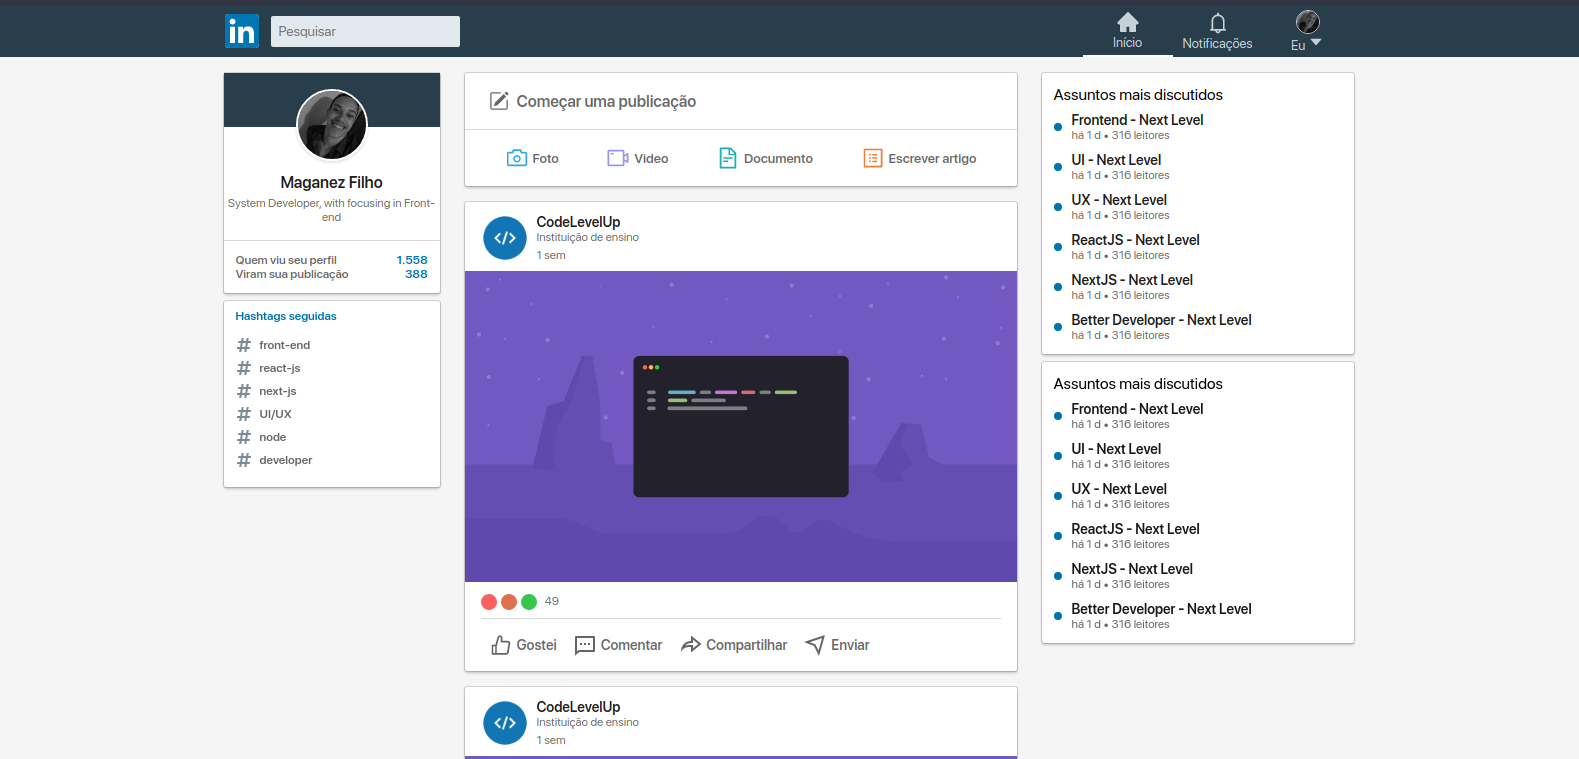 in
Pesquisar
Início
Notificações
Eu
Maganez Filho
System Developer, with focusing in Front-
end
Quem viu seu perfil 1.558
Viram sua publicação 388
Hashtags seguidas
# front-end
# react-js
# next-js
# UI/UX
# node
# developer
Começar uma publicação
Foto
Video
Documento
Escrever artigo
</>
CodeLevelUp
Instituição de ensino
1 sem
49
Gostei
Comentar
Compartilhar
Enviar
</>
CodeLevelUp
Instituição de ensino
1 sem
Assuntos mais discutidos
Frontend - Next Level
há 1 d • 316 leitores
UI - Next Level
há 1 d • 316 leitores
UX - Next Level
há 1 d • 316 leitores
ReactJS - Next Level
há 1 d • 316 leitores
NextJS - Next Level
há 1 d • 316 leitores
Better Developer - Next Level
há 1 d • 316 leitores
Assuntos mais discutidos
Frontend - Next Level
há 1 d • 316 leitores
UI - Next Level
há 1 d • 316 leitores
UX - Next Level
há 1 d • 316 leitores
ReactJS - Next Level
há 1 d • 316 leitores
NextJS - Next Level
há 1 d • 316 leitores
Better Developer - Next Level
há 1 d • 316 leitores